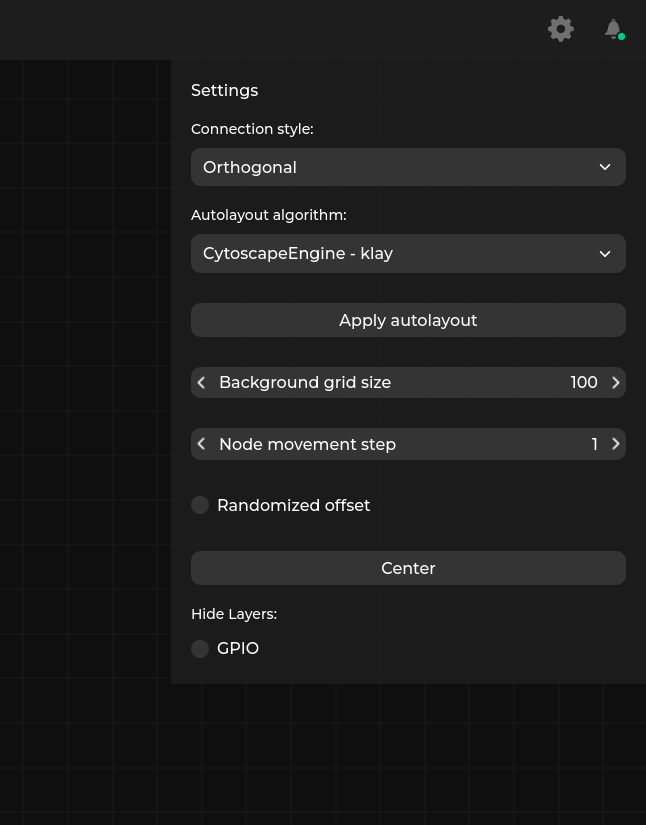 Settings
Connection style:
Orthogonal
Autolayout algorithm:
CytoscapeEngine - klay
Apply autolayout
Background grid size 100
Node movement step 1
Randomized offset
Center
Hide Layers:
GPIO